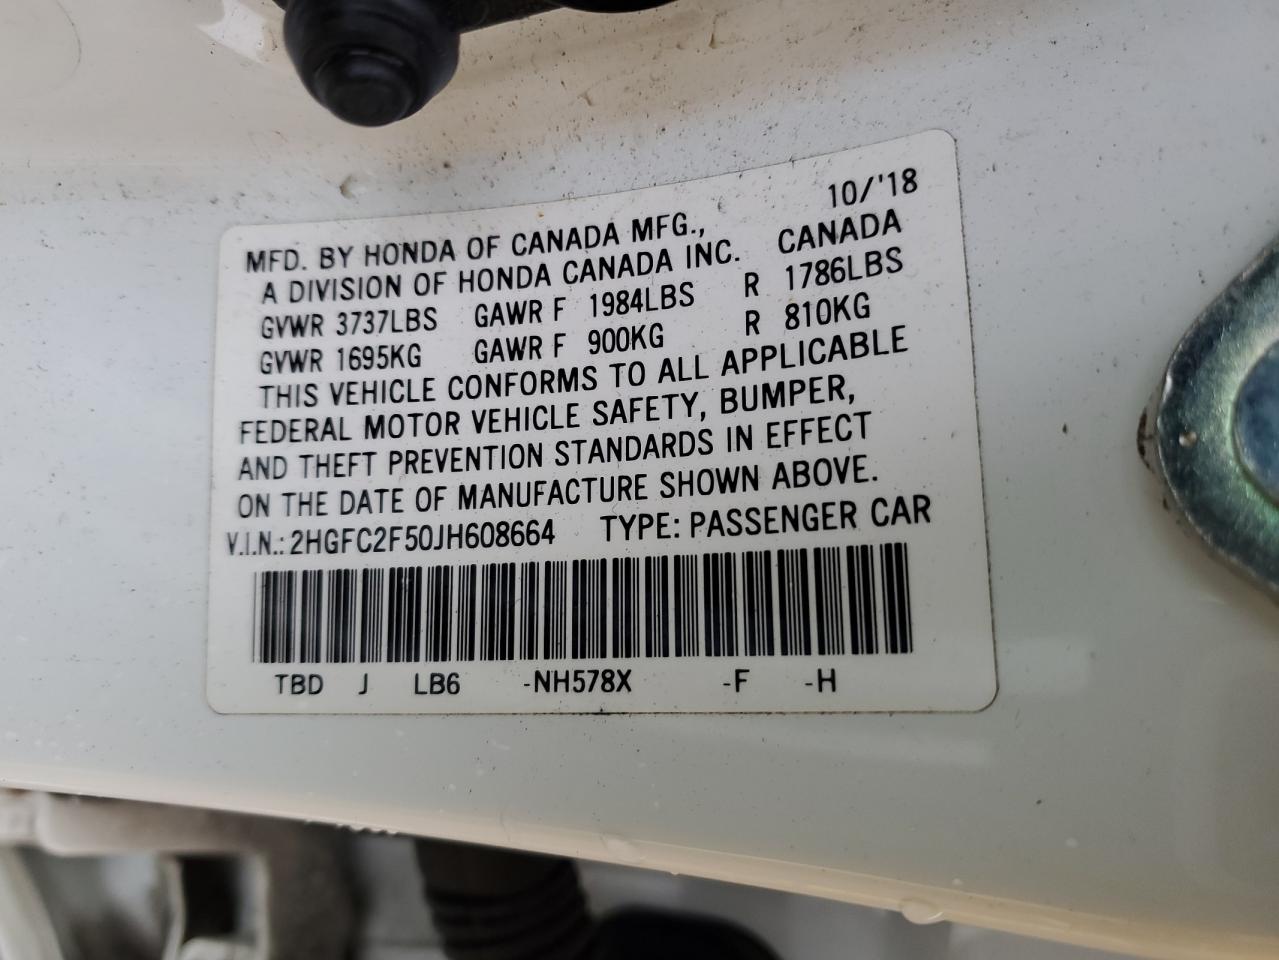 10/'18
MFD. BY HONDA OF CANADA MFG.,
A DIVISION OF HONDA CANADA INC. CANADA
GVWR 3737LBS GAWR F 1984LBS R 1786LBS
GVWR 1695KG GAWR F 900KG R 810KG
THIS VEHICLE CONFORMS TO ALL APPLICABLE
FEDERAL MOTOR VEHICLE SAFETY, BUMPER,
AND THEFT PREVENTION STANDARDS IN EFFECT
ON THE DATE OF MANUFACTURE SHOWN ABOVE.
V.I.N.: 2HGFC2F50JH608664 TYPE: PASSENGER CAR
TBD J LB6 -NH578X -F -H